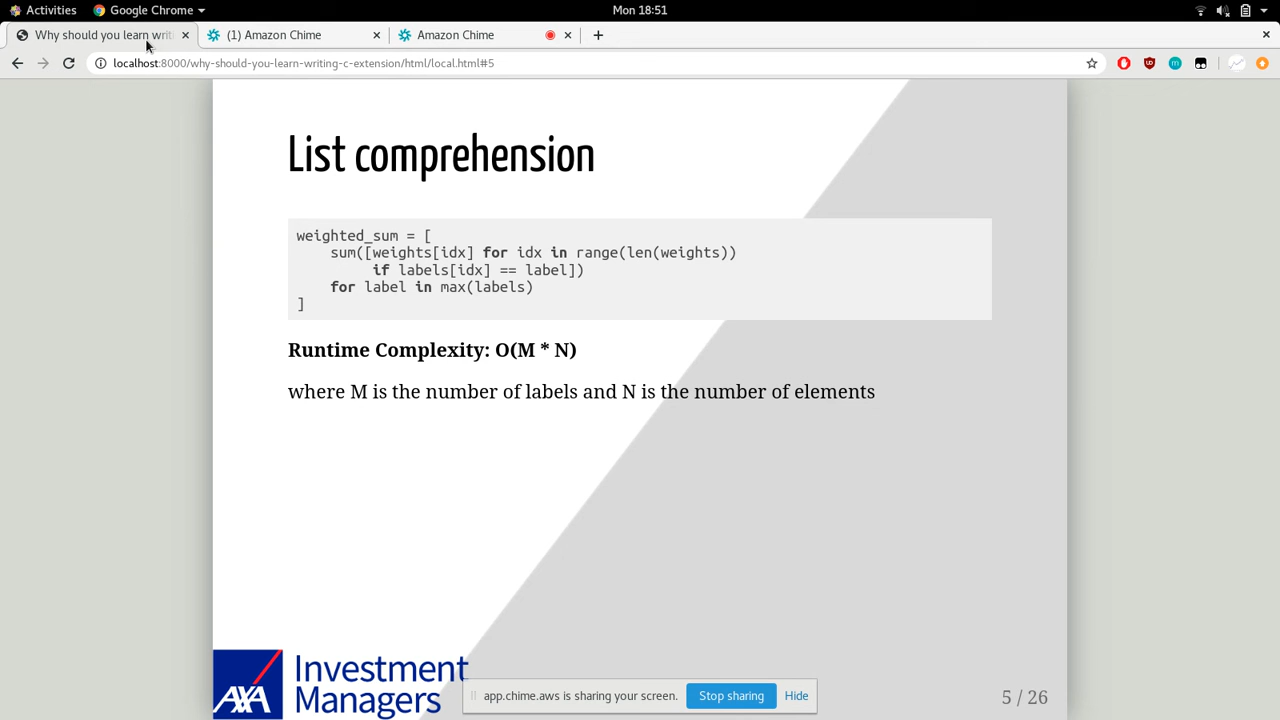 Activities Google Chrome Mon 18:51
Why should you learn writi (1) Amazon Chime Amazon Chime
localhost:8000/why-should-you-learn-writing-c-extension/html/local.html#5
List comprehension
weighted_sum = [
sum([weights[idx] for idx in range(len(weights))
if labels[idx] == label])
for label in max(labels)
]
Runtime Complexity: O(M * N)
where M is the number of labels and N is the number of elements
AXA Investment
Managers
app.chime.aws is sharing your screen. Stop sharing Hide
5 / 26